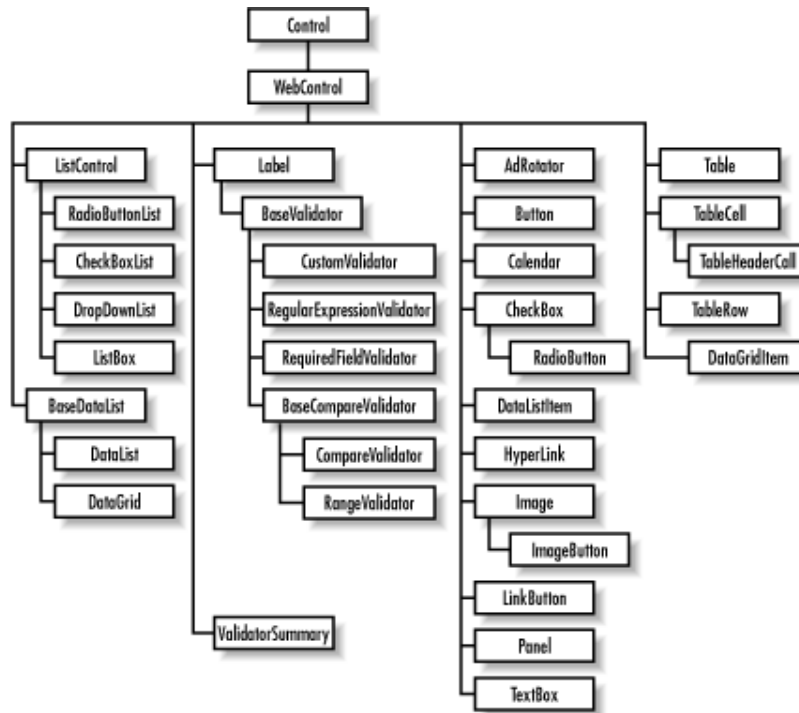 Control
WebControl
ListControl
RadioButtonList
CheckBoxList
DropDownList
ListBox
BaseDataList
DataList
DataGrid
Label
BaseValidator
CustomValidator
RegularExpressionValidator
RequiredFieldValidator
BaseCompareValidator
CompareValidator
RangeValidator
ValidatorSummary
AdRotator
Button
Calendar
CheckBox
RadioButton
DataListItem
HyperLink
Image
ImageButton
LinkButton
Panel
TextBox
Table
TableCell
TableHeaderCall
TableRow
DataGridItem